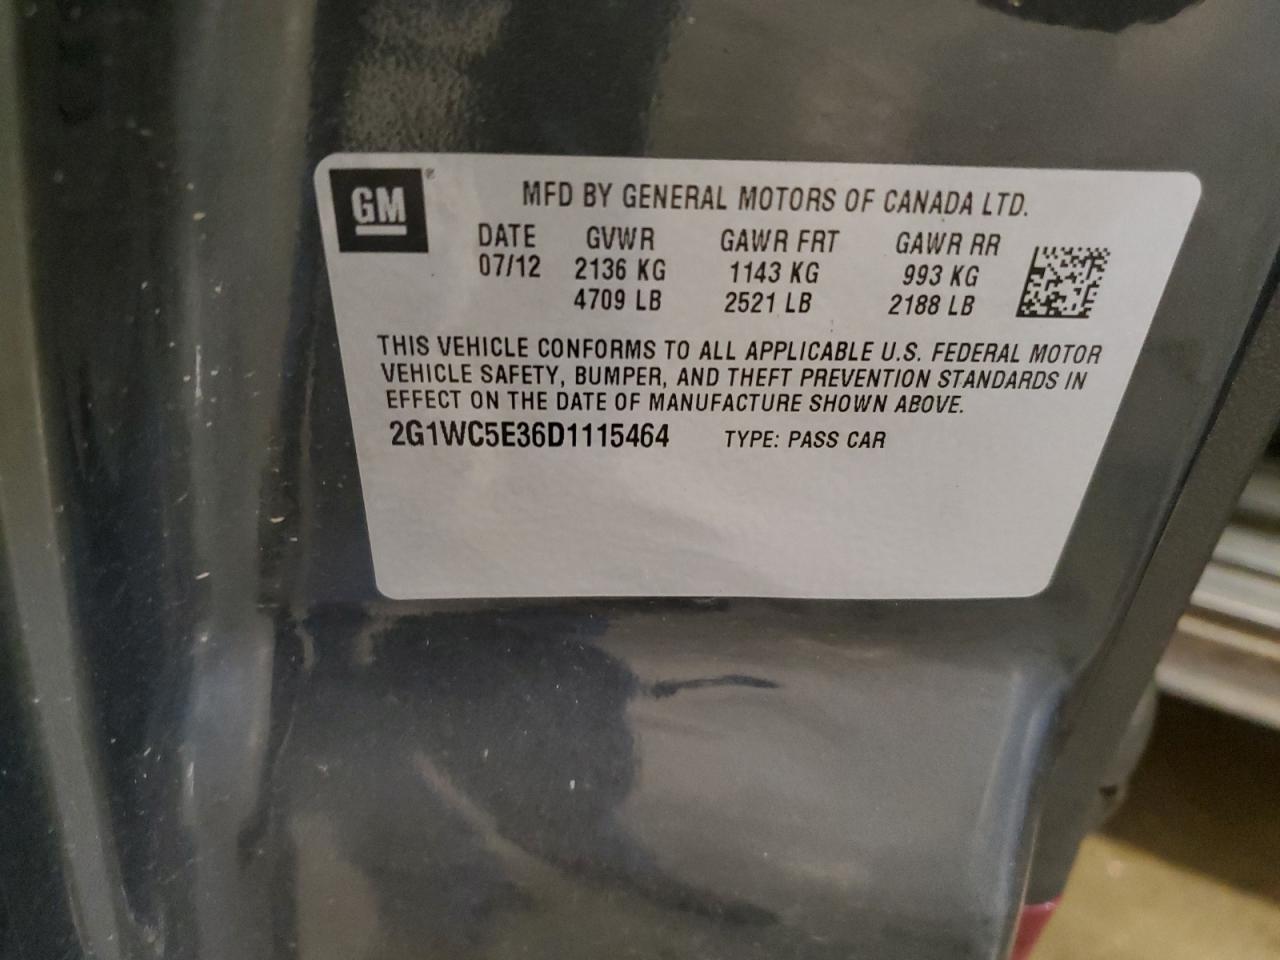 GM
MFD BY GENERAL MOTORS OF CANADA LTD.
DATE GVWR GAWR FRT GAWR RR
07/12 2136 KG 1143 KG 993 KG
4709 LB 2521 LB 2188 LB
THIS VEHICLE CONFORMS TO ALL APPLICABLE U.S. FEDERAL MOTOR
VEHICLE SAFETY, BUMPER, AND THEFT PREVENTION STANDARDS IN
EFFECT ON THE DATE OF MANUFACTURE SHOWN ABOVE.
2G1WC5E36D1115464 TYPE: PASS CAR